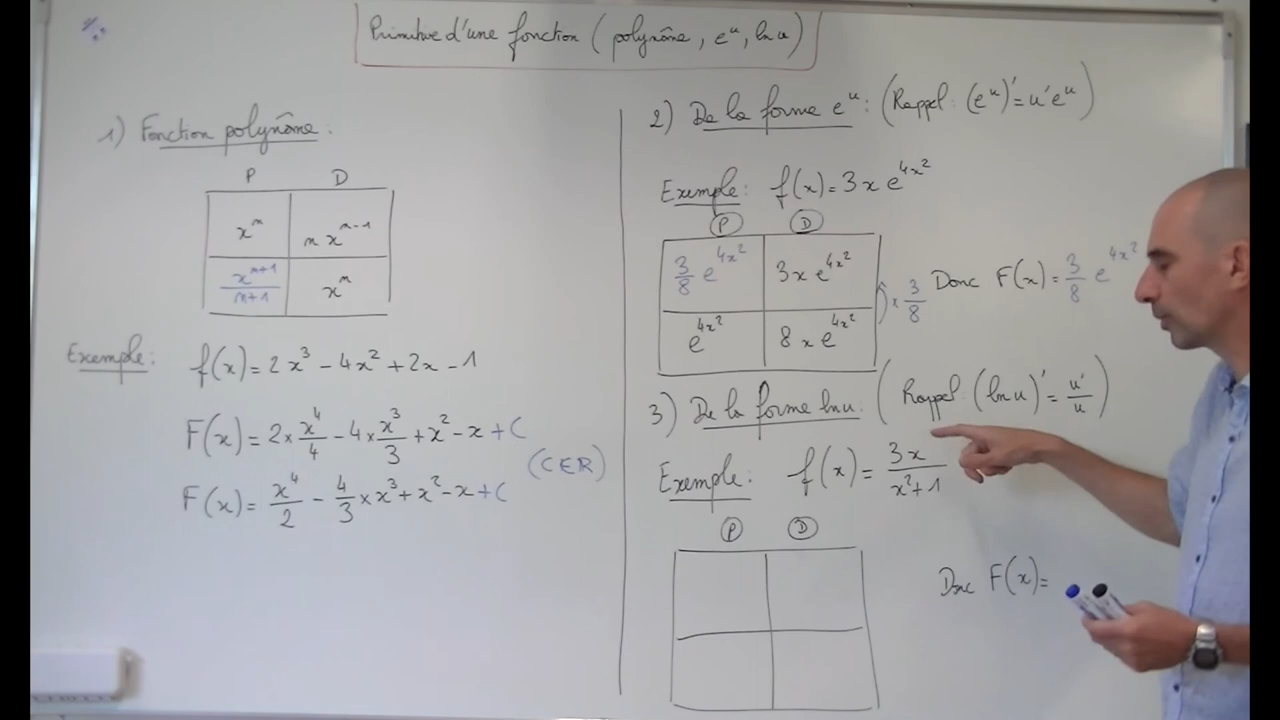 Primitive d'une fonction (polynôme, e^u, ln u)
1) Fonction polynôme :
P D
x^n | n x^{n-1}
x^{n+1}/(n+1) | x^n
Exemple : f(x) = 2x^3 - 4x^2 + 2x - 1
F(x) = 2 × x^4/4 - 4 × x^3/3 + x^2 - x + C
(C∈R)
F(x) = x^4/2 - 4/3 × x^3 + x^2 - x + C
2) De la forme e^u : (Rappel : (e^u)' = u'e^u)
Exemple : f(x) = 3x e^{4x^2}
P D
3/8 e^{4x^2} | 3x e^{4x^2}
e^{4x^2} | 8x e^{4x^2}
× 3/8
Donc F(x) = 3/8 e^{4x^2}
3) De la forme ln u : (Rappel : (ln u)' = u'/u)
Exemple : f(x) = 3x/(x^2+1)
P D
Donc F(x) =